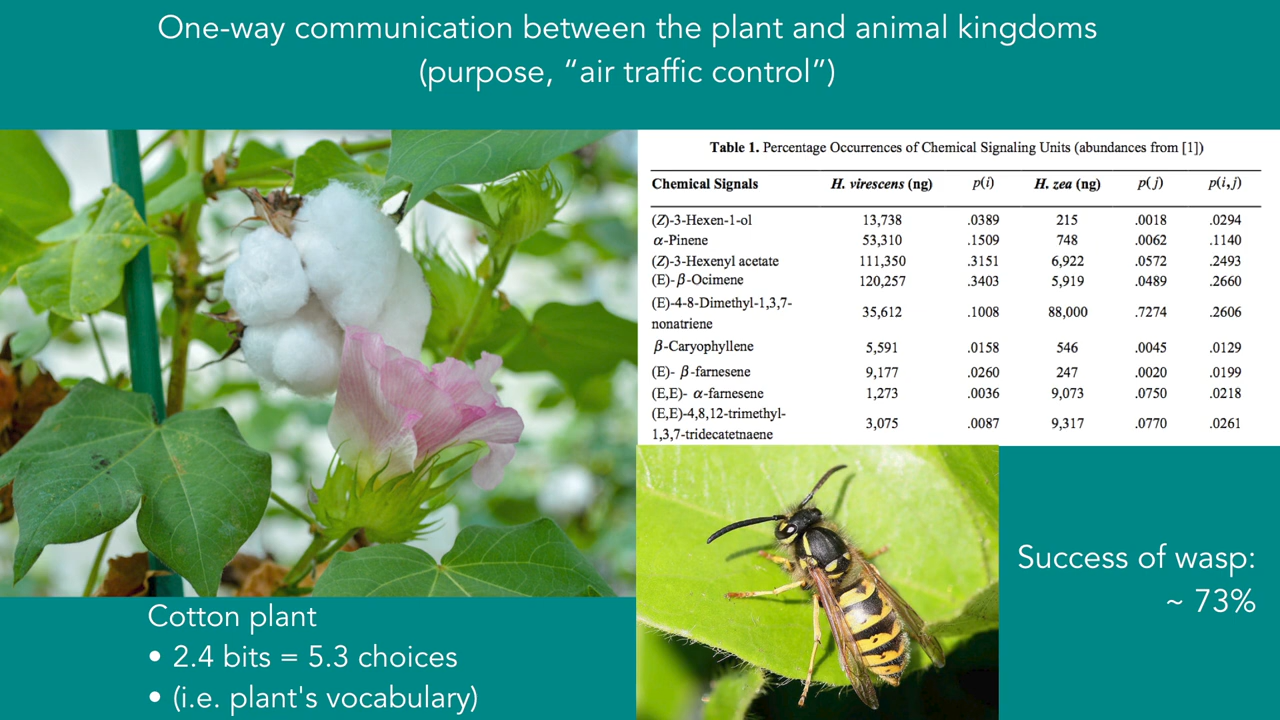 One-way communication between the plant and animal kingdoms
(purpose, “air traffic control”)
Table 1. Percentage Occurrences of Chemical Signaling Units (abundances from [1])
Chemical Signals H. virescens (ng) p(i) H. zea (ng) p(j) p(i,j)
(Z)-3-Hexen-1-ol 13,738 .0389 215 .0018 .0294
α-Pinene 53,310 .1509 748 .0062 .1140
(Z)-3-Hexenyl acetate 111,350 .3151 6,922 .0572 .2493
(E)-β-Ocimene 120,257 .3403 5,919 .0489 .2660
(E)-4-8-Dimethyl-1,3,7-
nonatriene 35,612 .1008 88,000 .7274 .2606
β-Caryophyllene 5,591 .0158 546 .0045 .0129
(E)- β-farnesene 9,177 .0260 247 .0020 .0199
(E,E)- α-farnesene 1,273 .0036 9,073 .0750 .0218
(E,E)-4,8,12-trimethyl-
1,3,7-tridecatetnaene 3,075 .0087 9,317 .0770 .0261
Success of wasp:
~ 73%
Cotton plant
• 2.4 bits = 5.3 choices
• (i.e. plant's vocabulary)